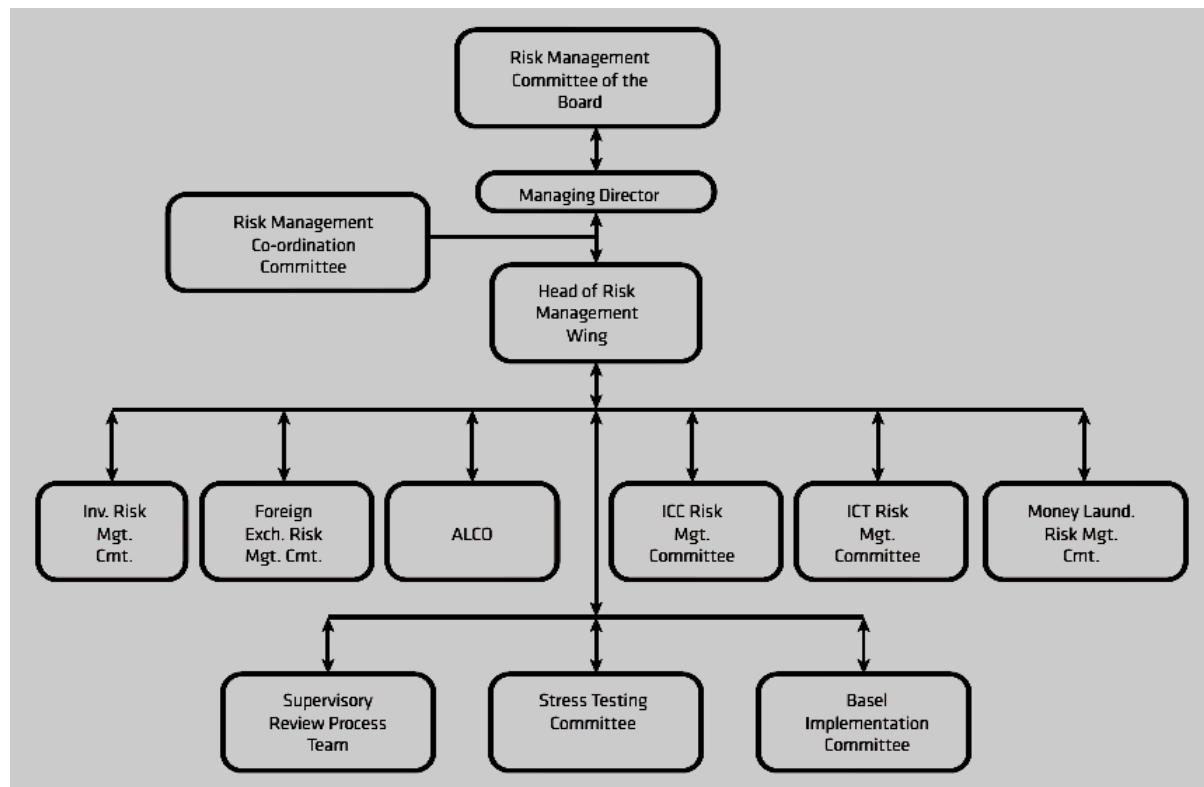 Risk Management
Committee of the
Board
Managing Director
Risk Management
Co-ordination
Committee
Head of Risk
Management
Wing
Inv. Risk
Mgt.
Cmt.
Foreign
Exch. Risk
Mgt. Cmt.
ALCO
ICC Risk
Mgt.
Committee
ICT Risk
Mgt.
Committee
Money Laund.
Risk Mgt.
Cmt.
Supervisory
Review Process
Team
Stress Testing
Committee
Basel
Implementation
Committee